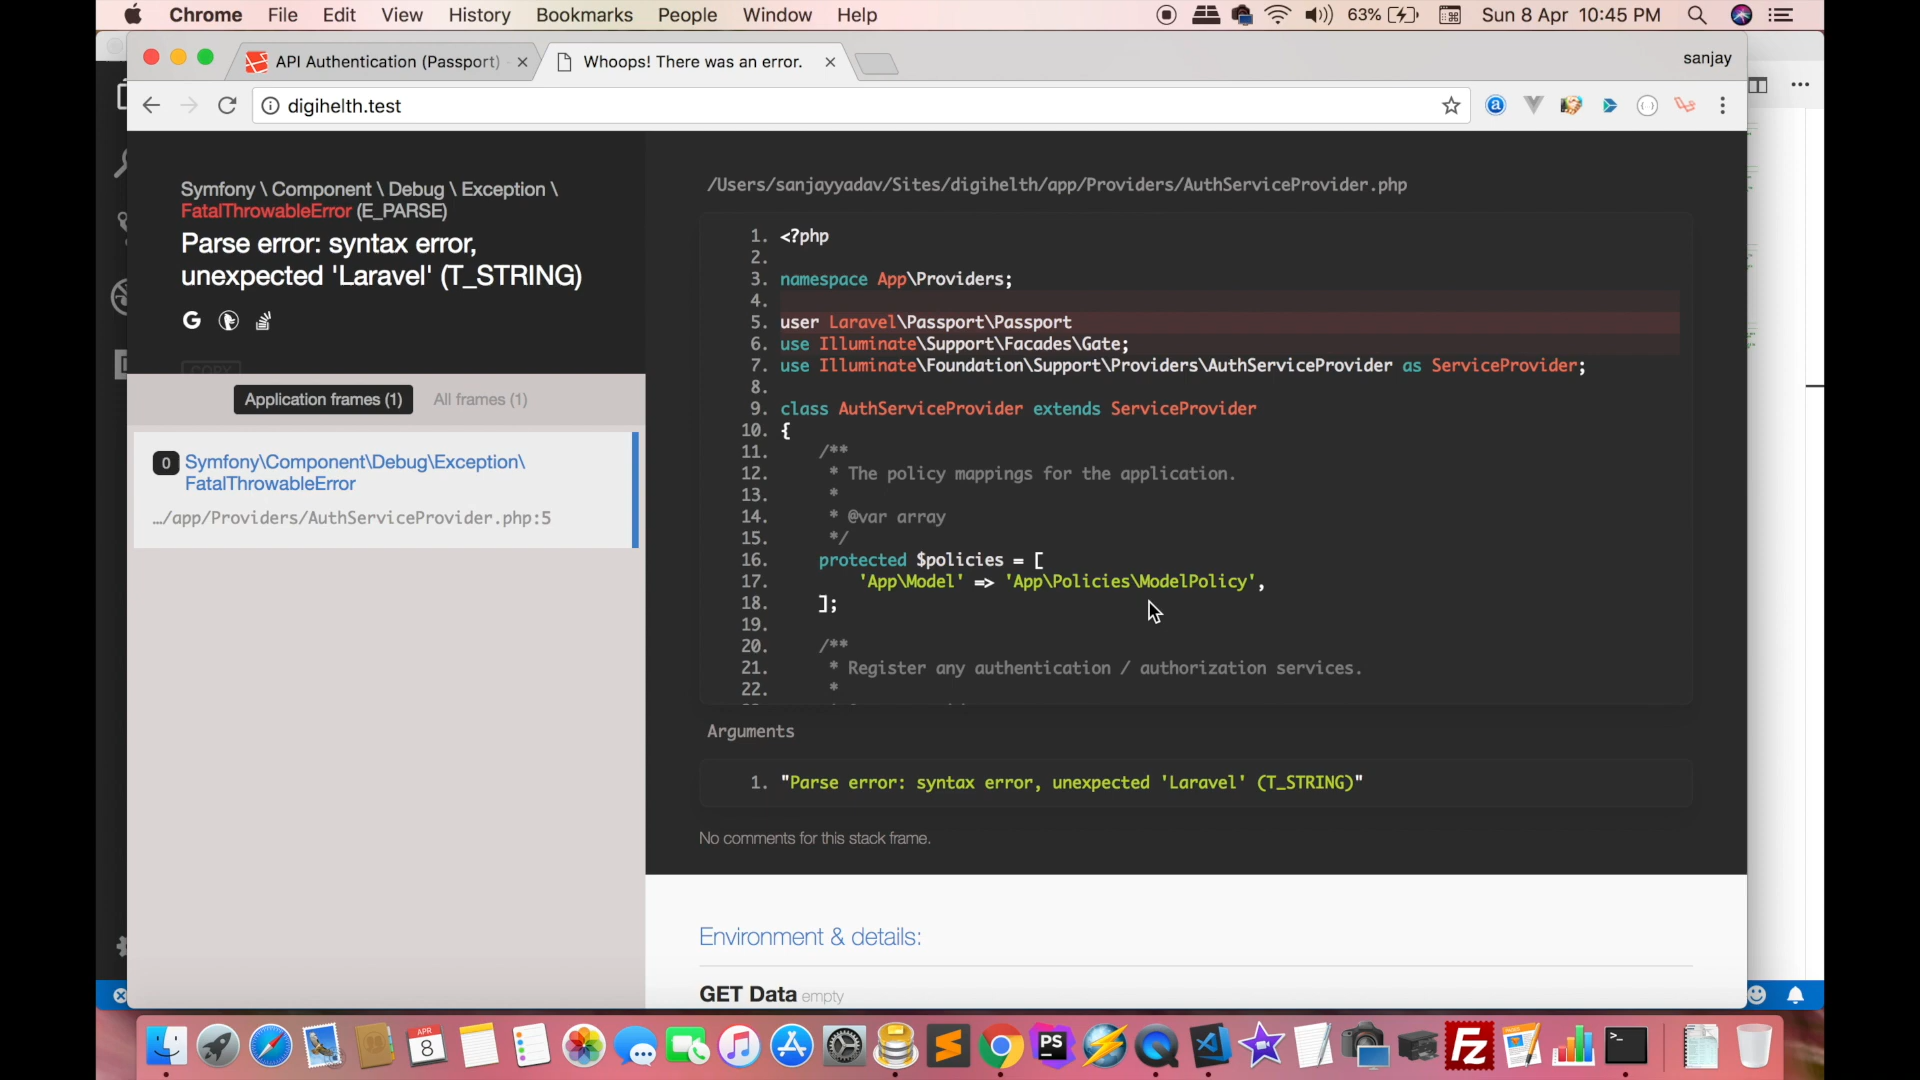 Chrome File Edit View History Bookmarks People Window Help 63% Sun 8 Apr 10:45 PM
API Authentication (Passport) Whoops! There was an error. sanjay
digihelth.test
Symfony \ Component \ Debug \ Exception \
FatalThrowableError (E_PARSE)
Parse error: syntax error,
unexpected 'Laravel' (T_STRING)
COPY
Application frames (1) All frames (1)
0 Symfony\Component\Debug\Exception\
FatalThrowableError
…/app/Providers/AuthServiceProvider.php:5
/Users/sanjayyadav/Sites/digihelth/app/Providers/AuthServiceProvider.php
1. <?php
2.
3. namespace App\Providers;
4.
5. user Laravel\Passport\Passport
6. use Illuminate\Support\Facades\Gate;
7. use Illuminate\Foundation\Support\Providers\AuthServiceProvider as ServiceProvider;
8.
9. class AuthServiceProvider extends ServiceProvider
10. {
11. /**
12. * The policy mappings for the application.
13. *
14. * @var array
15. */
16. protected $policies = [
17. 'App\Model' => 'App\Policies\ModelPolicy',
18. ];
19.
20. /**
21. * Register any authentication / authorization services.
22. *
Arguments
1. "Parse error: syntax error, unexpected 'Laravel' (T_STRING)"
No comments for this stack frame.
Environment & details:
GET Data empty
APR
8
PS
Fz